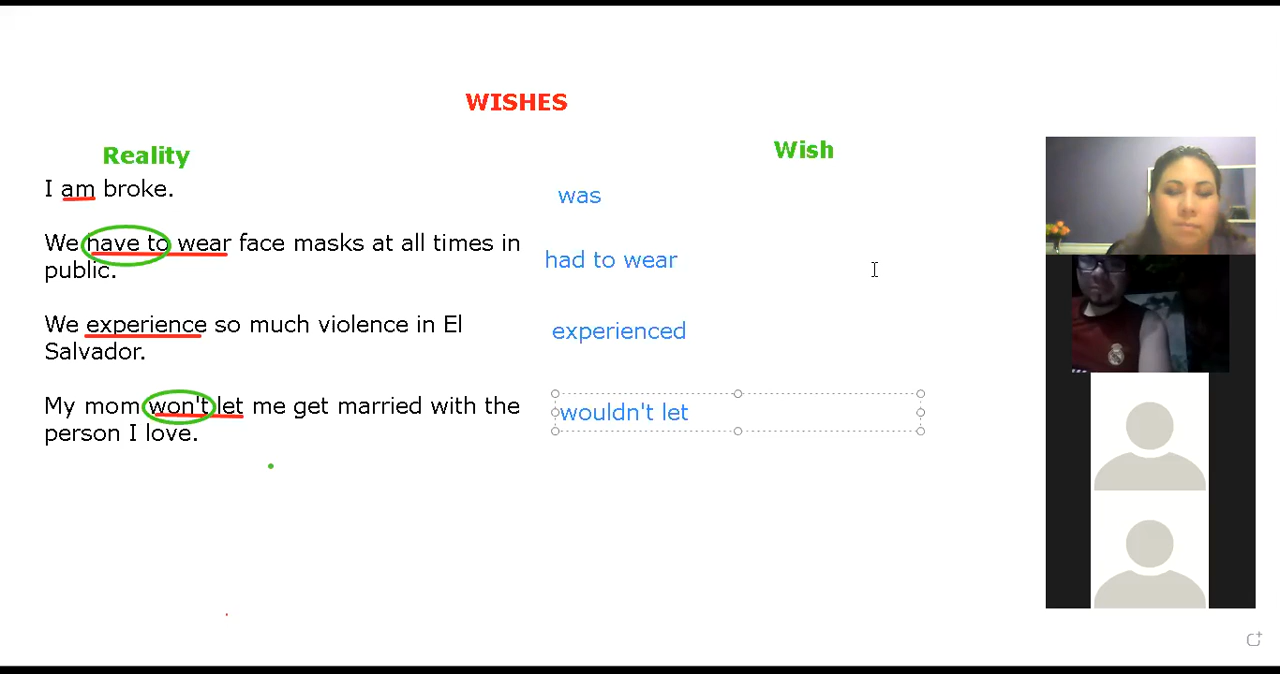 WISHES
Reality
Wish
I am broke.
was
We have to wear face masks at all times in
public.
had to wear
We experience so much violence in El
Salvador.
experienced
My mom won't let me get married with the
person I love.
wouldn't let